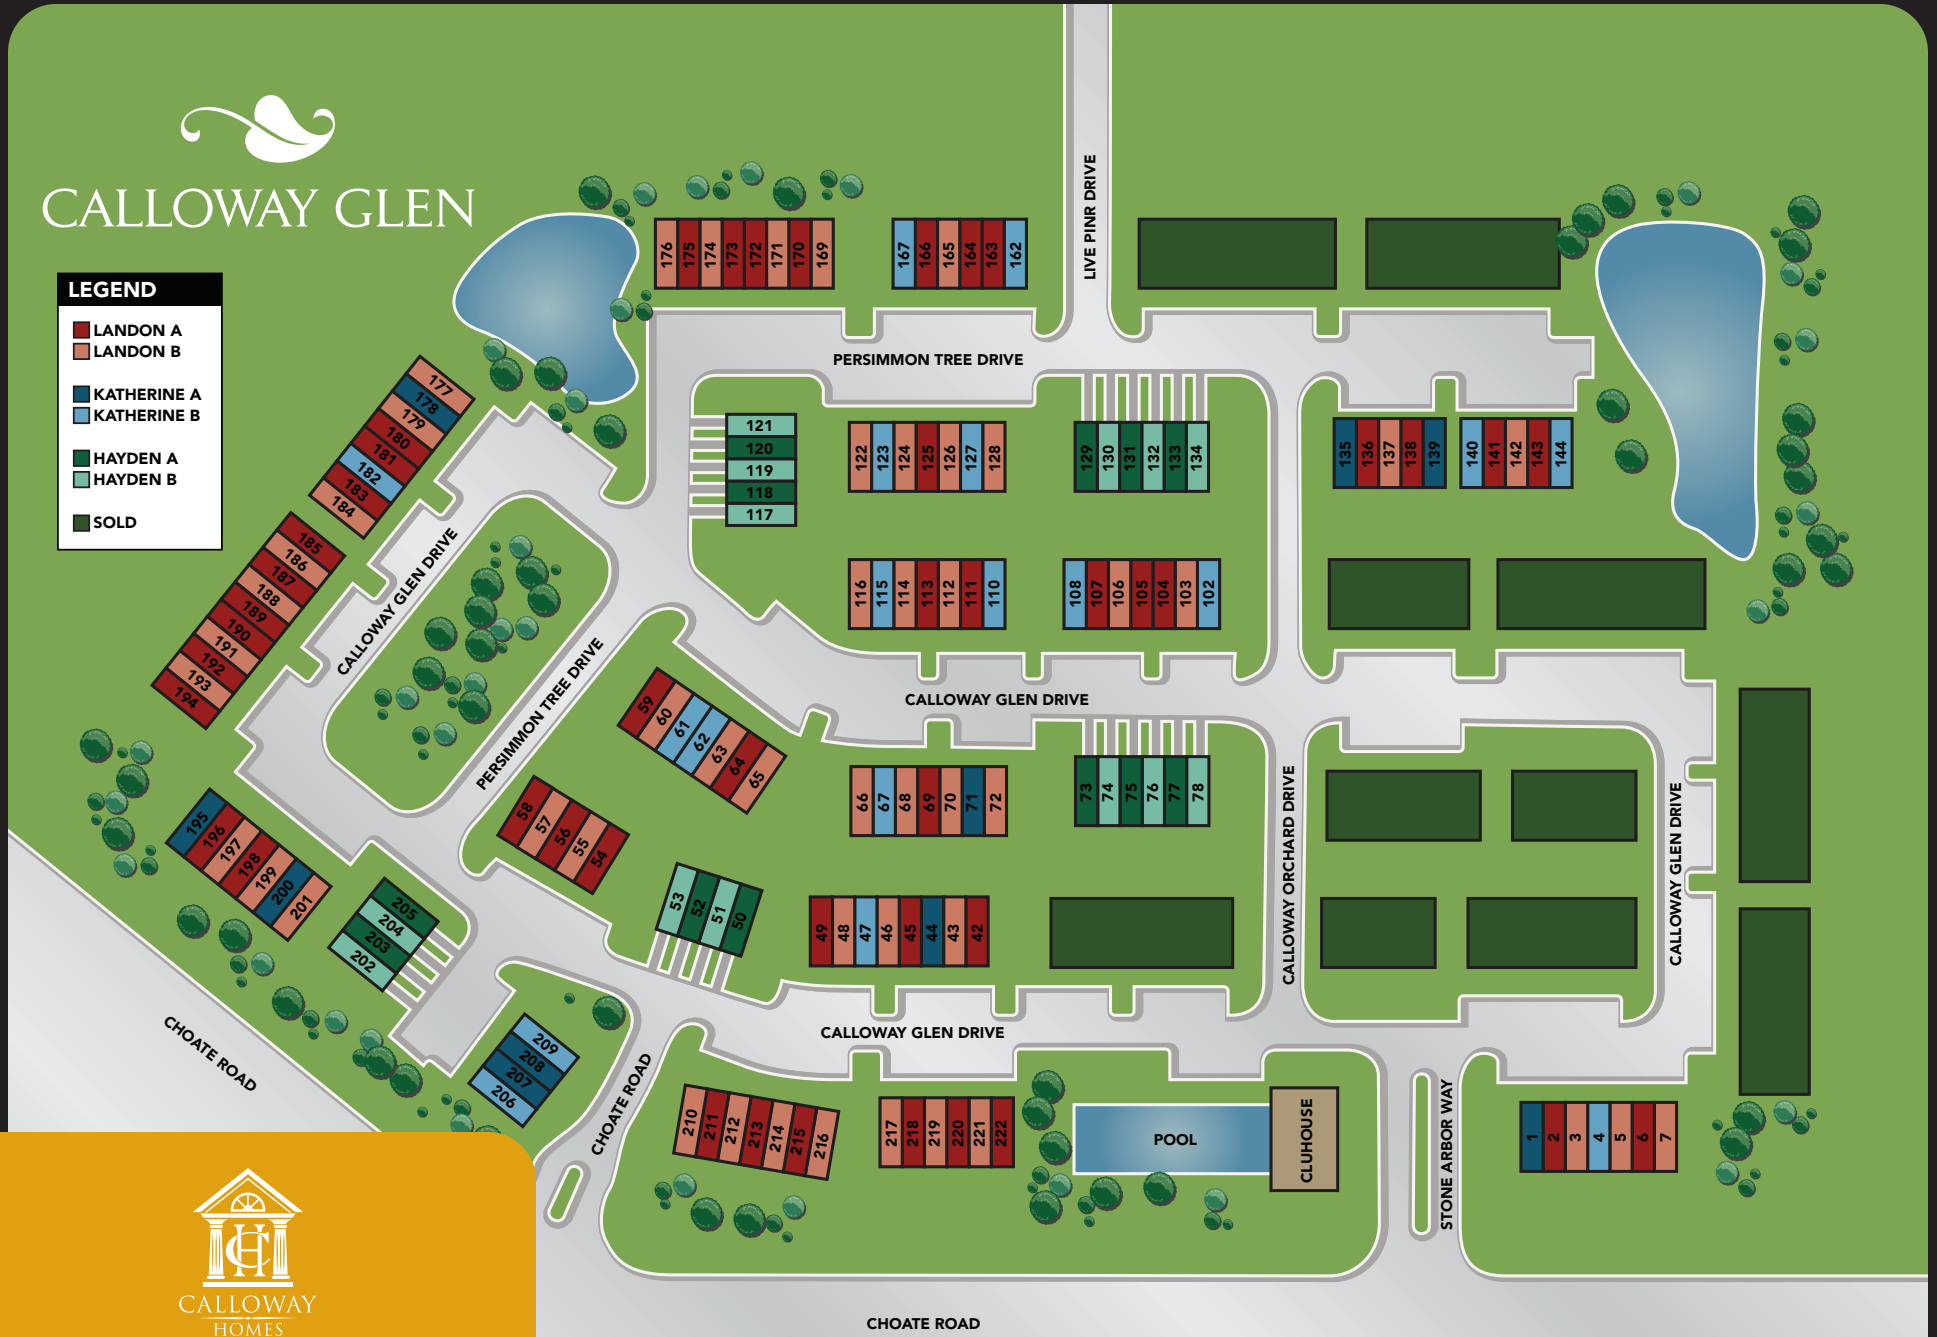 CALLOWAY GLEN
LEGEND
LANDON A
LANDON B
KATHERINE A
KATHERINE B
HAYDEN A
HAYDEN B
SOLD
LIVE PINR DRIVE
176 175 174 173 172 171 170 169
167 166 165 164 163 162
PERSIMMON TREE DRIVE
177
178
179
180
181
182
183
184
121
120
119
118
117
122 123 124 125 126 127 128
129 130 131 132 133 134
135 136 137 138 139
140 141 142 143 144
185
186
187
188
189
190
191
192
193
194
CALLOWAY GLEN DRIVE
PERSIMMON TREE DRIVE
116 115 114 113 112 111 110
108 107 106 105 104 103 102
CALLOWAY GLEN DRIVE
59 60 61 62 63 64 65
58 57 56 55 54
66 67 68 69 70 71 72
73 74 75 76 77 78
CALLOWAY ORCHARD DRIVE
CALLOWAY GLEN DRIVE
195 196 197 198 199 200 201
205
204
203
202
53 52 51 50
49 48 47 46 45 44 43 42
CALLOWAY GLEN DRIVE
CHOATE ROAD
209
208
207
206
CHOATE ROAD
210 211 212 213 214 215 216
217 218 219 220 221 222
POOL
CLUHOUSE
STONE ARBOR WAY
1 2 3 4 5 6 7
CH
CALLOWAY
HOMES
CHOATE ROAD